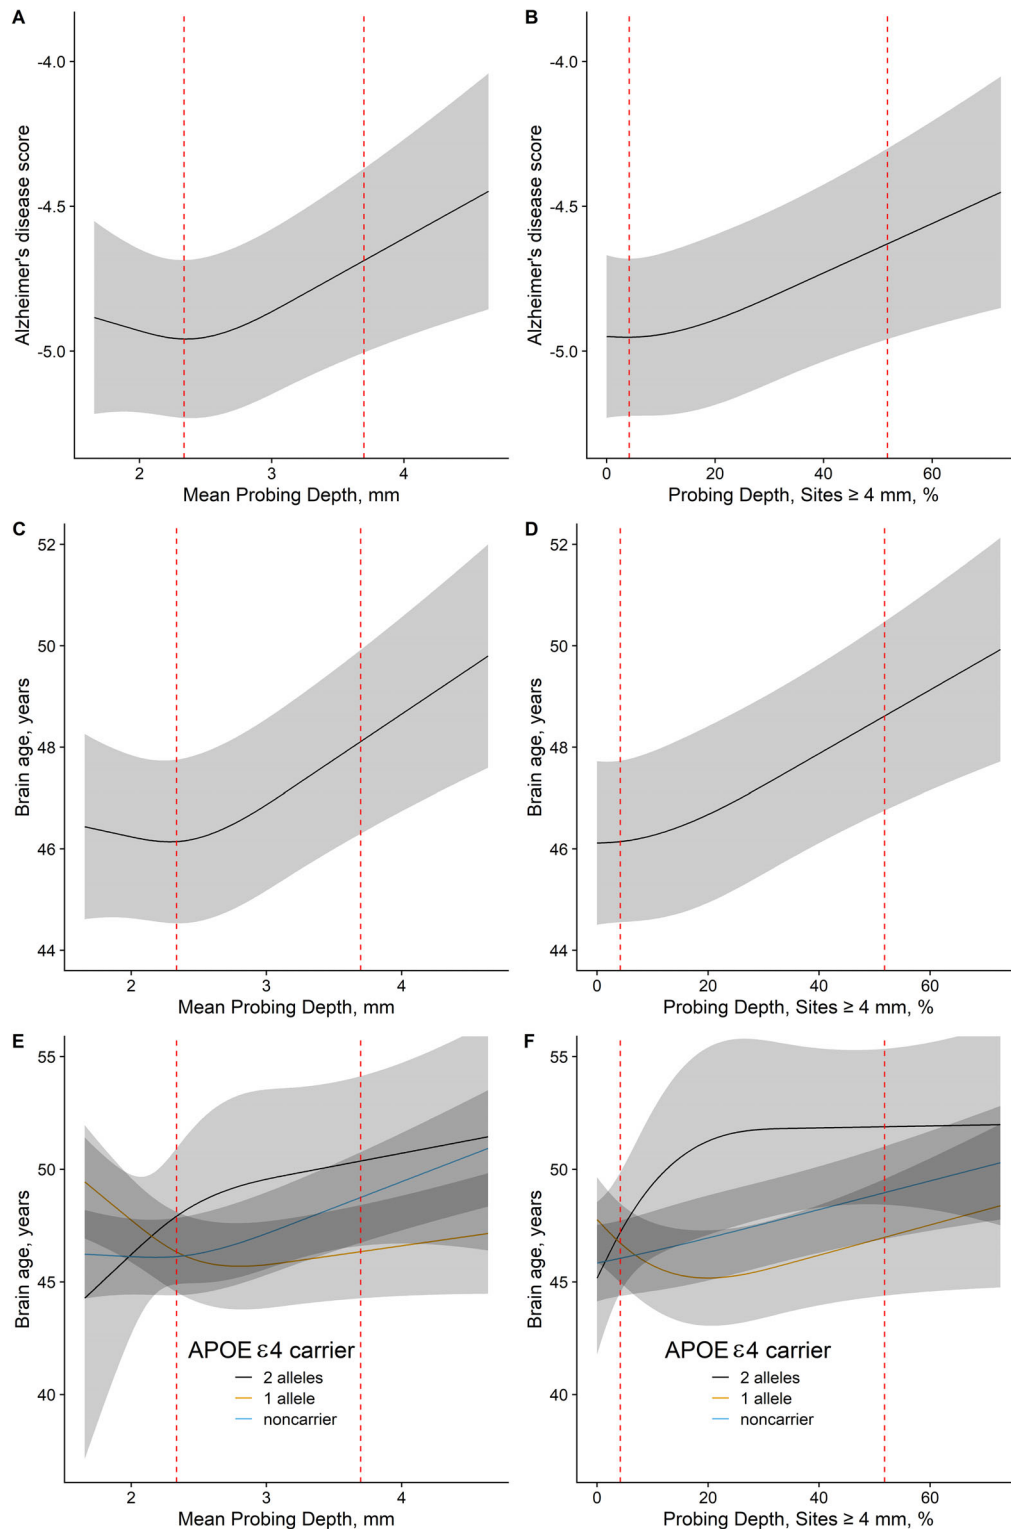 A
-4.0
-4.5
-5.0
Alzheimer's disease score
2 3 4
Mean Probing Depth, mm
B
-4.0
-4.5
-5.0
Alzheimer's disease score
0 20 40 60
Probing Depth, Sites ≥ 4 mm, %
C
52
50
48
46
44
Brain age, years
2 3 4
Mean Probing Depth, mm
D
52
50
48
46
44
Brain age, years
0 20 40 60
Probing Depth, Sites ≥ 4 mm, %
E
55
50
45
40
Brain age, years
APOE ε4 carrier
2 alleles
1 allele
noncarrier
2 3 4
Mean Probing Depth, mm
F
55
50
45
40
Brain age, years
APOE ε4 carrier
2 alleles
1 allele
noncarrier
0 20 40 60
Probing Depth, Sites ≥ 4 mm, %